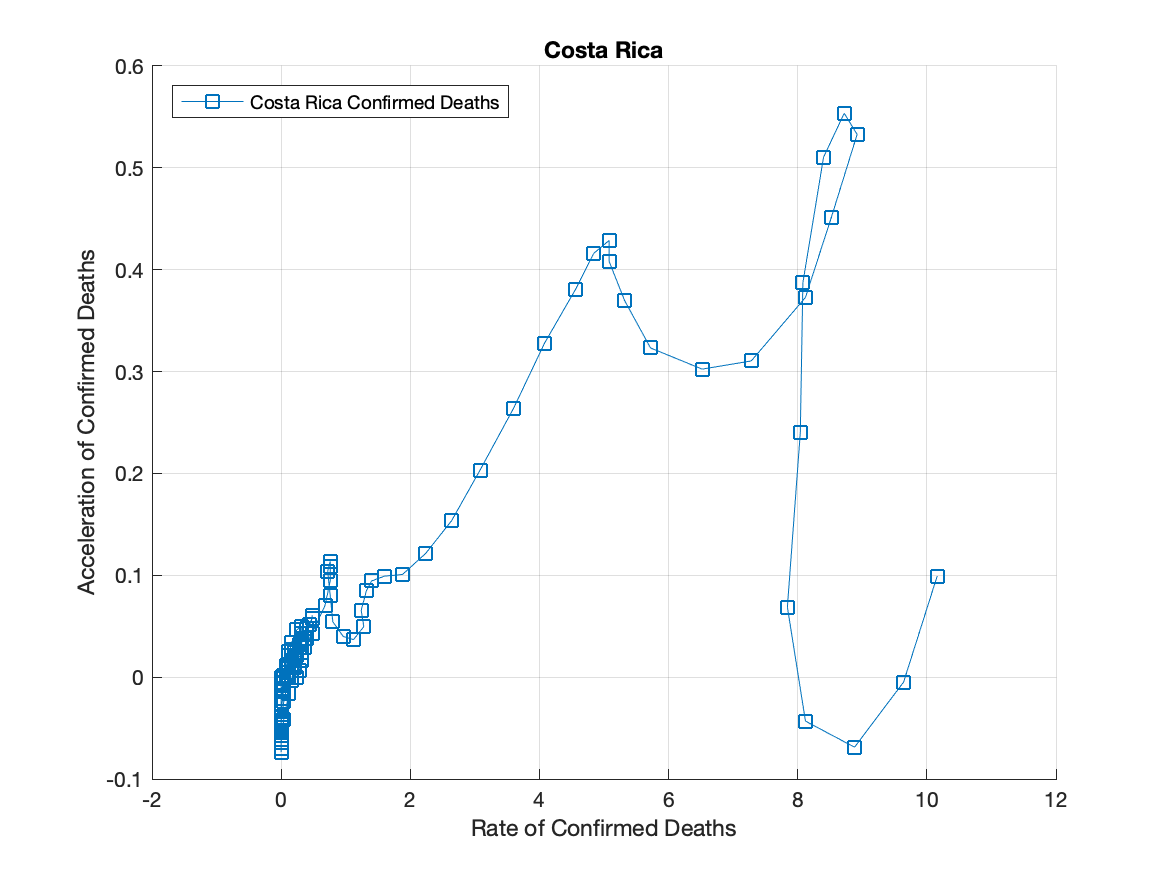 Costa Rica
0.6
Costa Rica Confirmed Deaths
0.5
0.4
0.3
0.2
0.1
0
-0.1
Acceleration of Confirmed Deaths
-2 0 2 4 6 8 10 12
Rate of Confirmed Deaths